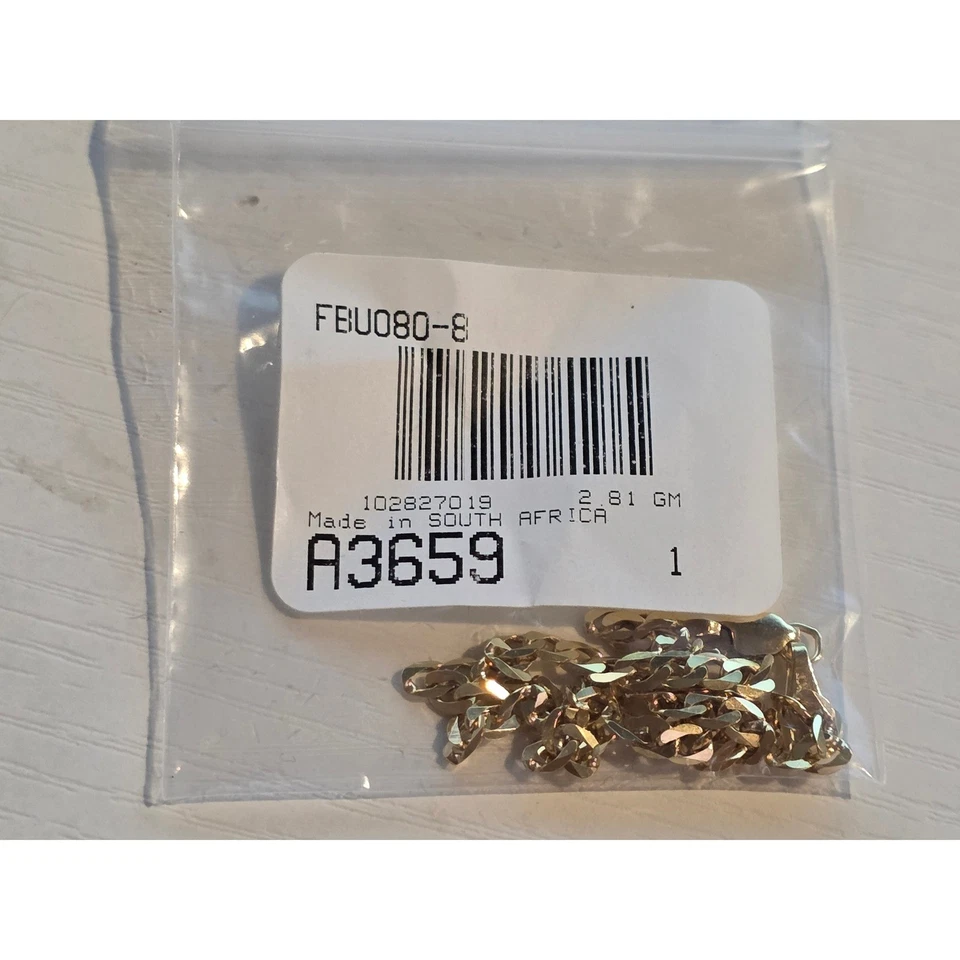 FBU080-8
102827019 2.81 GM
Made in SOUTH AFRICA
A3659 1